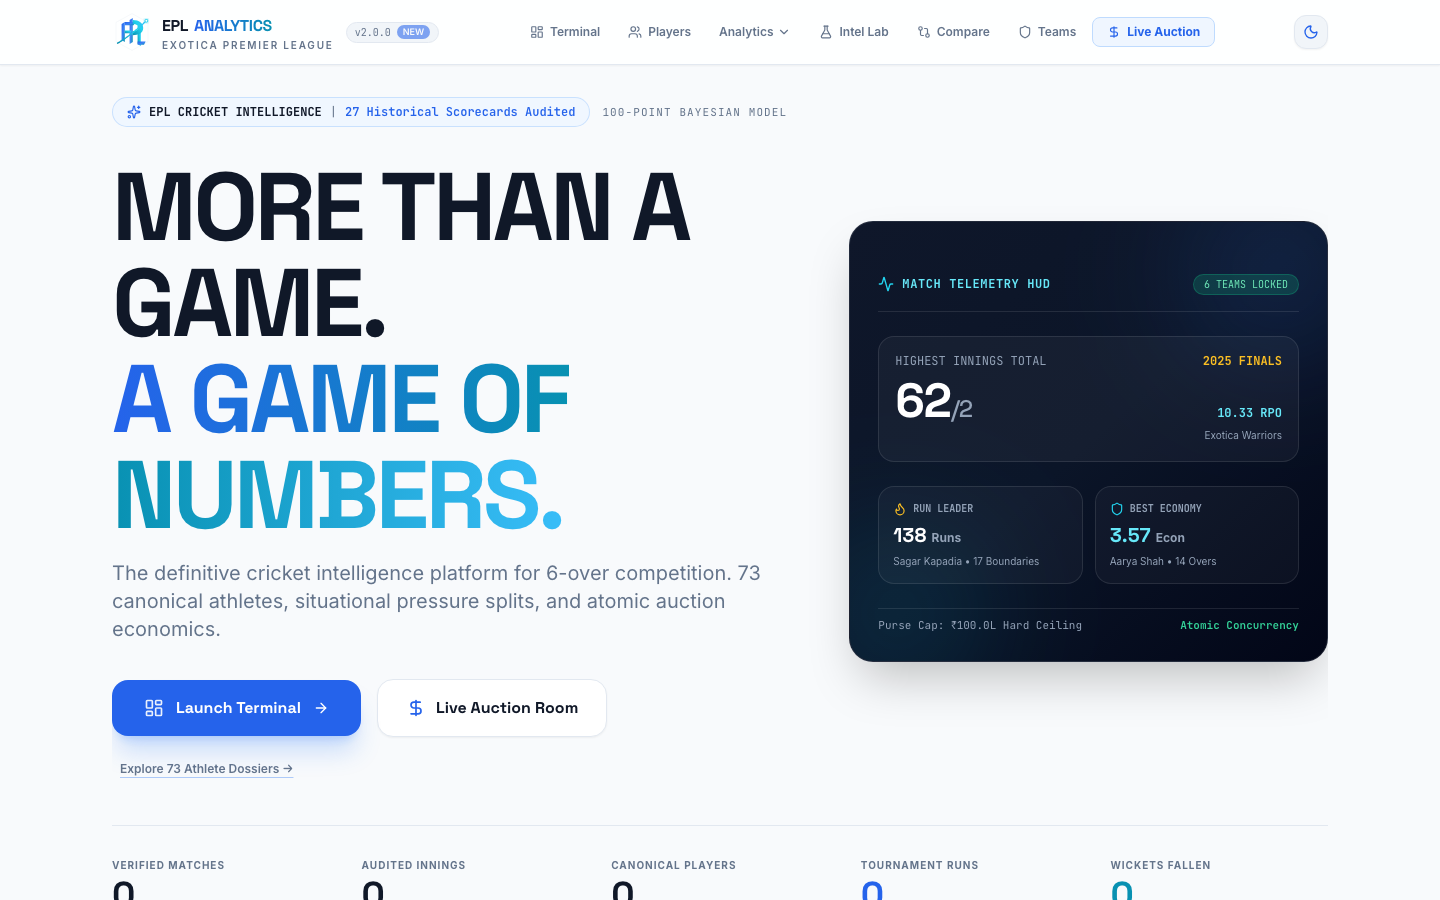 EPL ANALYTICS
EXOTICA PREMIER LEAGUE
v2.0.0 NEW
Terminal
Players
Analytics
Intel Lab
Compare
Teams
Live Auction
EPL CRICKET INTELLIGENCE | 27 Historical Scorecards Audited
100-POINT BAYESIAN MODEL
MORE THAN A
GAME.
A GAME OF
NUMBERS.
The definitive cricket intelligence platform for 6-over competition. 73
canonical athletes, situational pressure splits, and atomic auction
economics.
Launch Terminal →
Live Auction Room
Explore 73 Athlete Dossiers →
MATCH TELEMETRY HUD
6 TEAMS LOCKED
HIGHEST INNINGS TOTAL
2025 FINALS
62/2
10.33 RPO
Exotica Warriors
RUN LEADER
138 Runs
Sagar Kapadia • 17 Boundaries
BEST ECONOMY
3.57 Econ
Aarya Shah • 14 Overs
Purse Cap: ₹100.0L Hard Ceiling
Atomic Concurrency
VERIFIED MATCHES
0
AUDITED INNINGS
0
CANONICAL PLAYERS
0
TOURNAMENT RUNS
0
WICKETS FALLEN
0